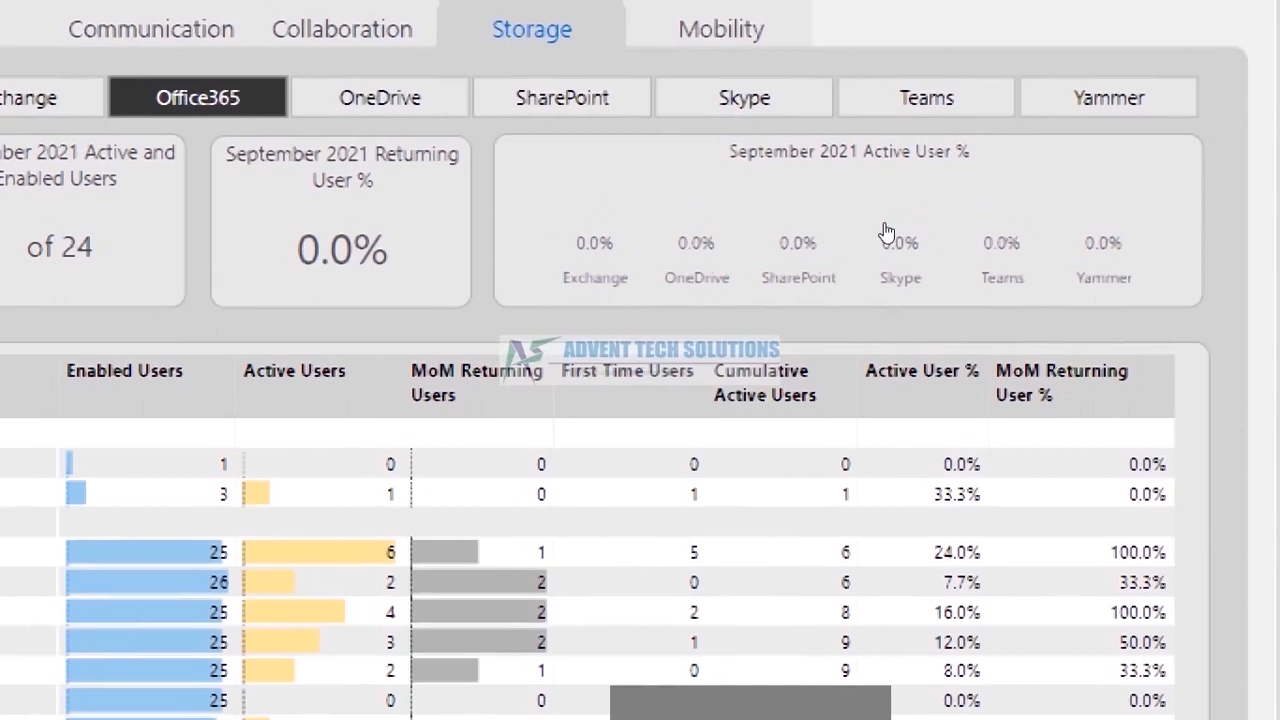 Communication Collaboration Storage Mobility
change Office365 OneDrive SharePoint Skype Teams Yammer
ber 2021 Active and
Enabled Users
of 24
September 2021 Returning
User %
0.0%
September 2021 Active User %
0.0% 0.0% 0.0% 0.0% 0.0% 0.0%
Exchange OneDrive SharePoint Skype Teams Yammer
ADVENT TECH SOLUTIONS
Enabled Users Active Users MoM Returning Users First Time Users Cumulative Active Users Active User % MoM Returning User %
1 0 0 0 0 0.0% 0.0%
3 1 0 1 1 33.3% 0.0%
25 6 1 5 6 24.0% 100.0%
26 2 2 0 6 7.7% 33.3%
25 4 2 2 8 16.0% 100.0%
25 3 2 1 9 12.0% 50.0%
25 2 1 0 9 8.0% 33.3%
25 0 0 0.0% 0.0%